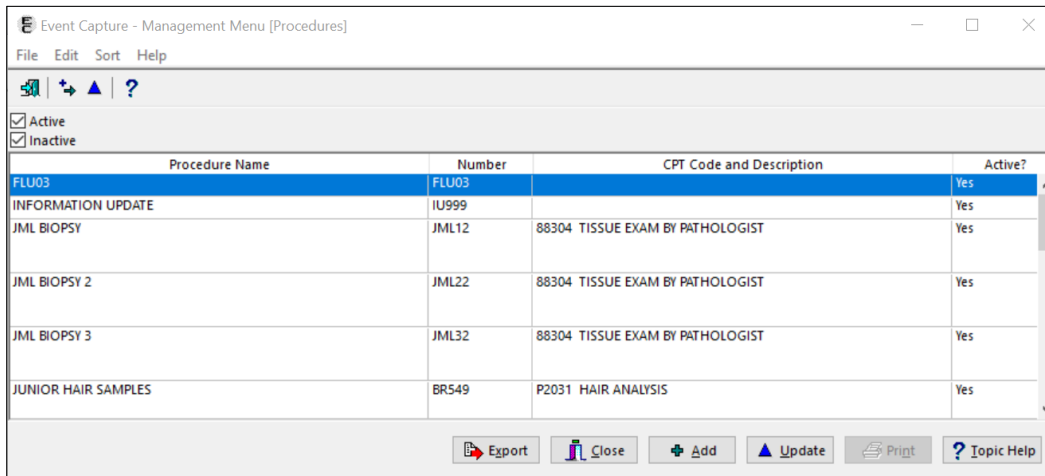 Event Capture - Management Menu [Procedures]
File Edit Sort Help
?
Active
Inactive
Procedure Name Number CPT Code and Description Active?
FLU03 FLU03 Yes
INFORMATION UPDATE IU999 Yes
JML BIOPSY JML12 88304 TISSUE EXAM BY PATHOLOGIST Yes
JML BIOPSY 2 JML22 88304 TISSUE EXAM BY PATHOLOGIST Yes
JML BIOPSY 3 JML32 88304 TISSUE EXAM BY PATHOLOGIST Yes
JUNIOR HAIR SAMPLES BR549 P2031 HAIR ANALYSIS Yes
Export Close Add Update Print ? Topic Help